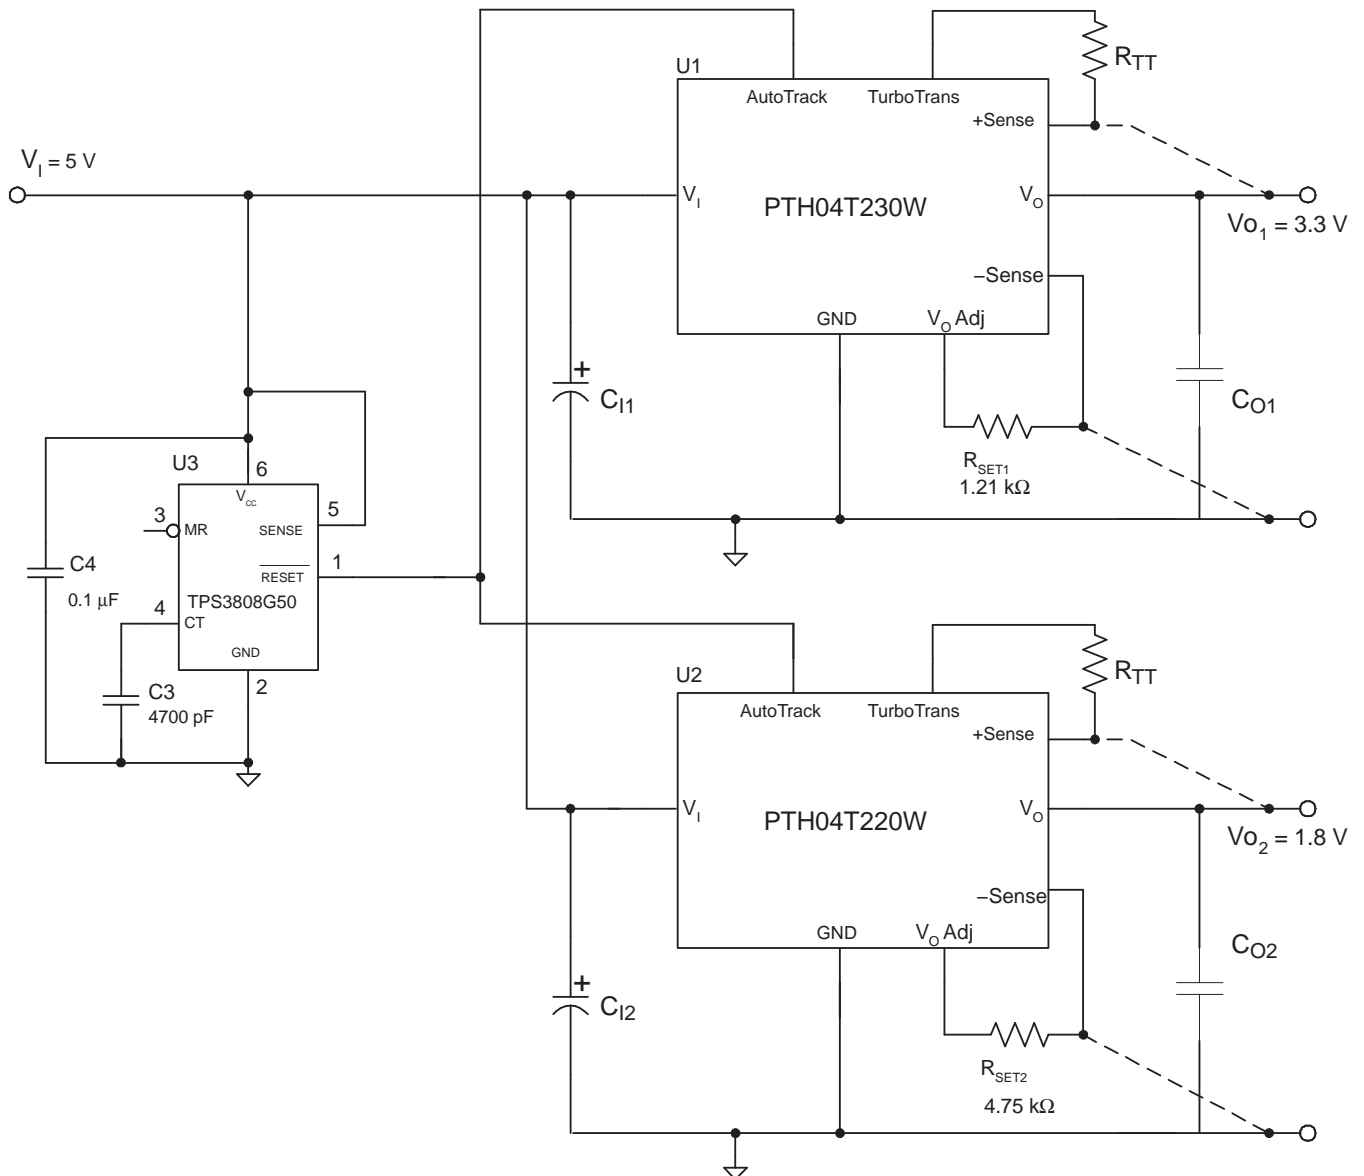 U1
AutoTrack
TurboTrans
R_TT
+Sense
V_I = 5 V
V_I
PTH04T230W
V_O
Vo_1 = 3.3 V
–Sense
GND
V_O Adj
+
C_I1
C_O1
R_SET1
1.21 kΩ
U3
6
V_CC
5
3
MR
SENSE
1
RESET
C4
0.1 μF
TPS3808G50
4
CT
GND
2
C3
4700 pF
U2
AutoTrack
TurboTrans
R_TT
+Sense
V_I
PTH04T220W
V_O
Vo_2 = 1.8 V
–Sense
GND
V_O Adj
+
C_I2
C_O2
R_SET2
4.75 kΩ